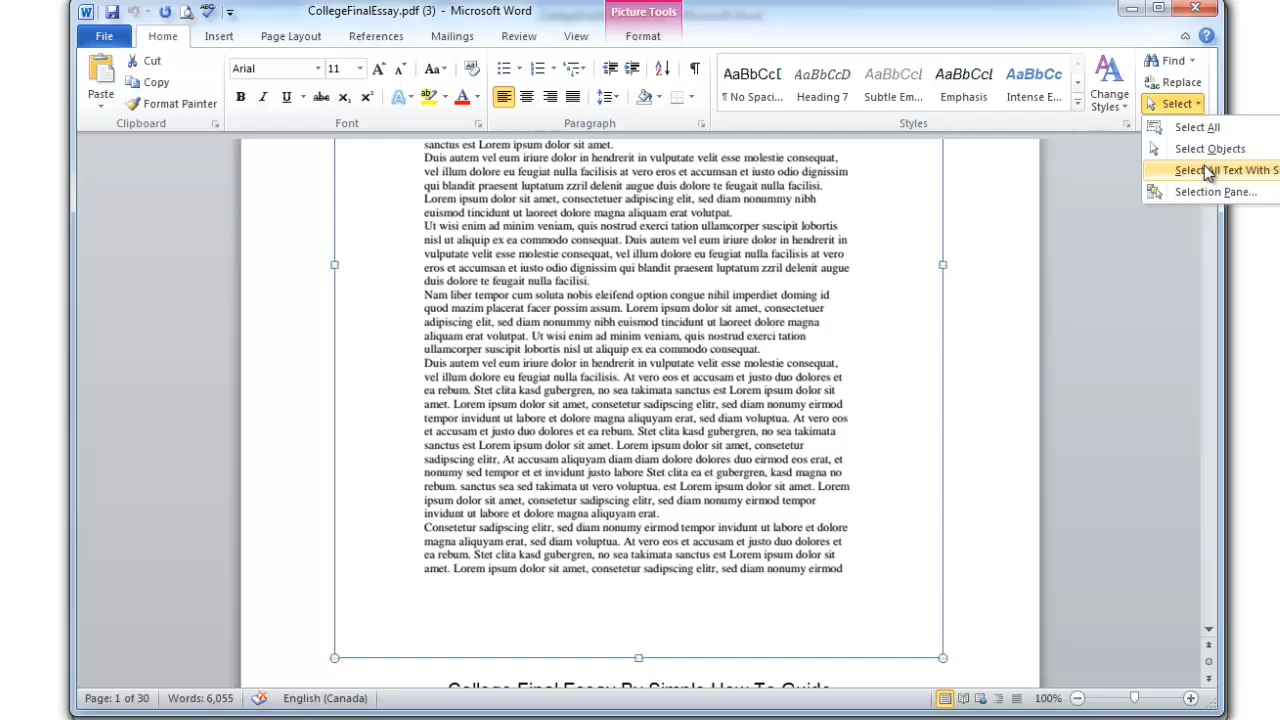 CollegeFinalEssay.pdf (3) - Microsoft Word
Picture Tools
File Home Insert Page Layout References Mailings Review View Format
Paste
Cut
Copy
Format Painter
Clipboard
Arial 11
Font
Paragraph
AaBbCcI AaBbCcD AaBbCcl AaBbCcl AaBbCc
¶ No Spaci... Heading 7 Subtle Em... Emphasis Intense E...
Change
Styles
Styles
Find
Replace
Select
Select All
Select Objects
Select All Text With S
Selection Pane...
sanctus est Lorem ipsum dolor sit amet.
Duis autem vel eum iriure dolor in hendrerit in vulputate velit esse molestie consequat,
vel illum dolore eu feugiat nulla facilisis at vero eros et accumsan et iusto odio dignissim
qui blandit praesent luptatum zzril delenit augue duis dolore te feugait nulla facilisi.
Lorem ipsum dolor sit amet, consectetuer adipiscing elit, sed diam nonummy nibh
euismod tincidunt ut laoreet dolore magna aliquam erat volutpat.
Ut wisi enim ad minim veniam, quis nostrud exerci tation ullamcorper suscipit lobortis
nisl ut aliquip ex ea commodo consequat. Duis autem vel eum iriure dolor in hendrerit in
vulputate velit esse molestie consequat, vel illum dolore eu feugiat nulla facilisis at vero
eros et accumsan et iusto odio dignissim qui blandit praesent luptatum zzril delenit augue
duis dolore te feugait nulla facilisi.
Nam liber tempor cum soluta nobis eleifend option congue nihil imperdiet doming id
quod mazim placerat facer possim assum. Lorem ipsum dolor sit amet, consectetuer
adipiscing elit, sed diam nonummy nibh euismod tincidunt ut laoreet dolore magna
aliquam erat volutpat. Ut wisi enim ad minim veniam, quis nostrud exerci tation
ullamcorper suscipit lobortis nisl ut aliquip ex ea commodo consequat.
Duis autem vel eum iriure dolor in hendrerit in vulputate velit esse molestie consequat,
vel illum dolore eu feugiat nulla facilisis. At vero eos et accusam et justo duo dolores et
ea rebum. Stet clita kasd gubergren, no sea takimata sanctus est Lorem ipsum dolor sit
amet. Lorem ipsum dolor sit amet, consetetur sadipscing elitr, sed diam nonumy eirmod
tempor invidunt ut labore et dolore magna aliquyam erat, sed diam voluptua. At vero eos
et accusam et justo duo dolores et ea rebum. Stet clita kasd gubergren, no sea takimata
sanctus est Lorem ipsum dolor sit amet. Lorem ipsum dolor sit amet, consetetur
sadipscing elitr, At accusam aliquyam diam diam dolore dolores duo eirmod eos erat, et
nonumy sed tempor et et invidunt justo labore Stet clita ea et gubergren, kasd magna no
rebum. sanctus sea sed takimata ut vero voluptua. est Lorem ipsum dolor sit amet. Lorem
ipsum dolor sit amet, consetetur sadipscing elitr, sed diam nonumy eirmod tempor
invidunt ut labore et dolore magna aliquyam erat.
Consetetur sadipscing elitr, sed diam nonumy eirmod tempor invidunt ut labore et dolore
magna aliquyam erat, sed diam voluptua. At vero eos et accusam et justo duo dolores et
ea rebum. Stet clita kasd gubergren, no sea takimata sanctus est Lorem ipsum dolor sit
amet. Lorem ipsum dolor sit amet, consetetur sadipscing elitr, sed diam nonumy eirmod
College Final Essay By Simple How To Guide
Page: 1 of 30 Words: 6,055 English (Canada) 100%